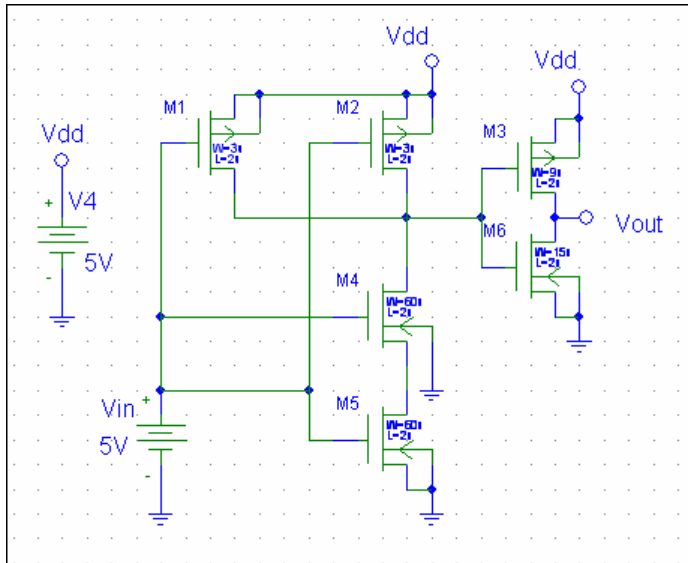 Vdd
Vdd
M1
M2
M3
W=3u
L=2u
W=3u
L=2u
Vdd
W=9u
L=2u
V4
+
5V
-
M6
Vout
W=15u
L=2u
M4
W=60u
L=2u
Vin
+
5V
-
M5
W=60u
L=2u